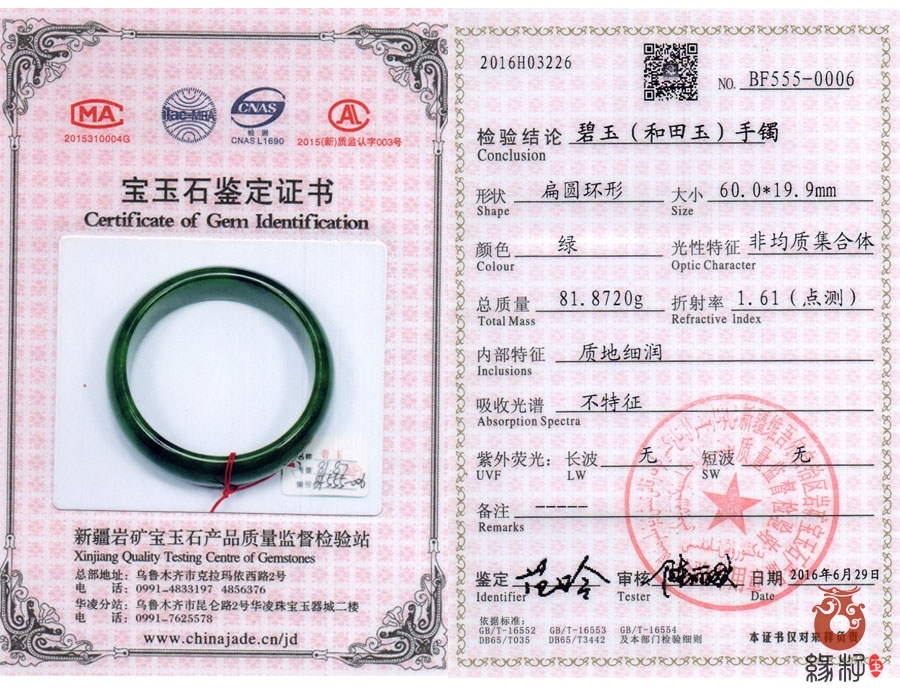 MA
2015310004G
ilac-MRA
CNAS
检测
CNAS L1690
AL
2015(新)质监认字003号
宝玉石鉴定证书
Certificate of Gem Identification
81.87
BF555-006
新疆岩矿宝玉石产品质量监督检验站
Xinjiang Quality Testing Centre of Gemstones
总部地址：乌鲁木齐市克拉玛依西路2号
电 话：0991-4833197 4856376
华凌分站：乌鲁木齐市昆仑路2号华凌珠宝玉器城二楼
电 话：0991-7625578
www.chinajade.cn/jd
2016H03226
NO. BF555-0006
检验结论 碧玉(和田玉)手镯
Conclusion
形状 扁圆环形 大小 60.0*19.9mm
Shape Size
颜色 绿 光性特征 非均质集合体
Colour Optic Character
总质量 81.8720g 折射率 1.61(点测)
Total Mass Refractive Index
内部特征 质地细润
Inclusions
吸收光谱 不特征
Absorption Spectra
紫外荧光： 长波 无 短波 无
UVF LW SW
备注 -----
Remarks
鉴定 审核 日期 2016年6月29日
Identifier Tester Date
依据标准：
GB/T-16552 GB/T-16553 GB/T-16554
DB65/T035 DB65/T3442 及本部门检验细则
本证书仅对来样负责
缘籽
玉